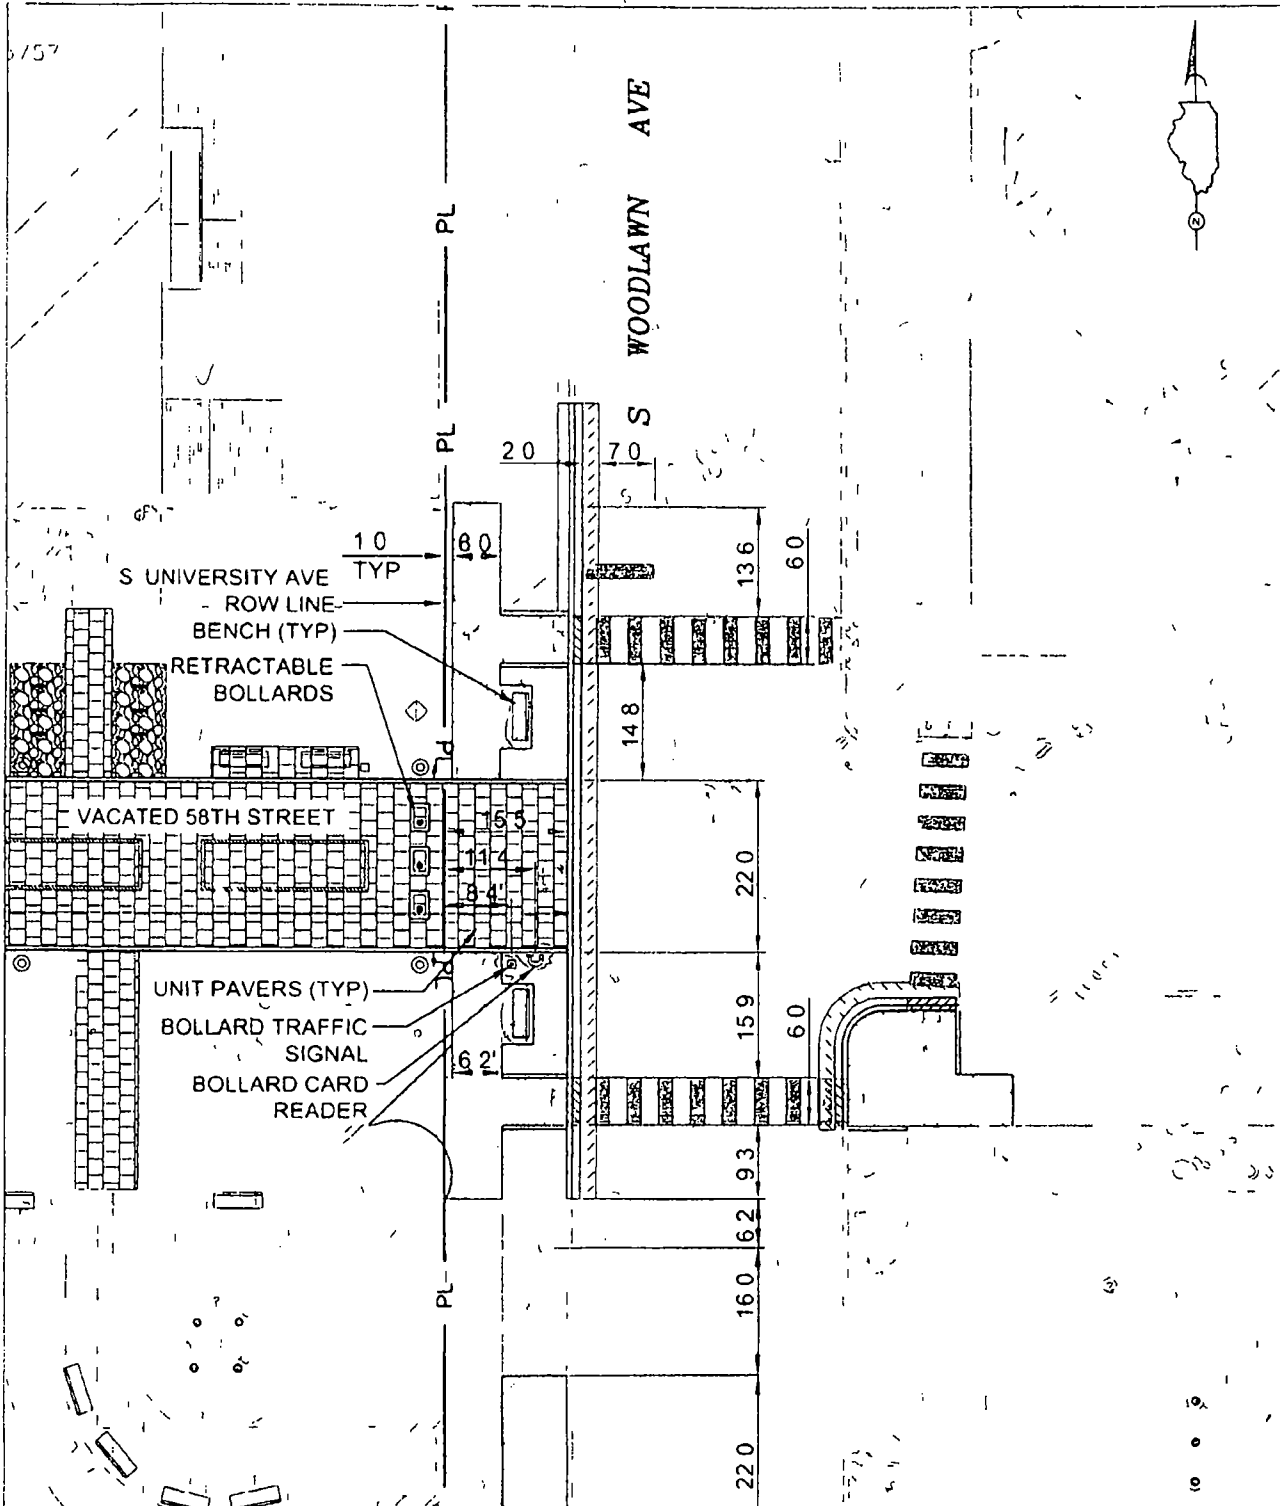 S WOODLAWN AVE
PL
PL
2 0
7 0
1 0
TYP
6 0
13 6
6 0
S UNIVERSITY AVE
ROW LINE
BENCH (TYP)
RETRACTABLE
BOLLARDS
14 8
VACATED 58TH STREET
15 5
11 4
8 4'
22 0
UNIT PAVERS (TYP)
BOLLARD TRAFFIC
SIGNAL
BOLLARD CARD
READER
6 2'
15 9
6 0
9 3
6 2
16 0
PL
22 0